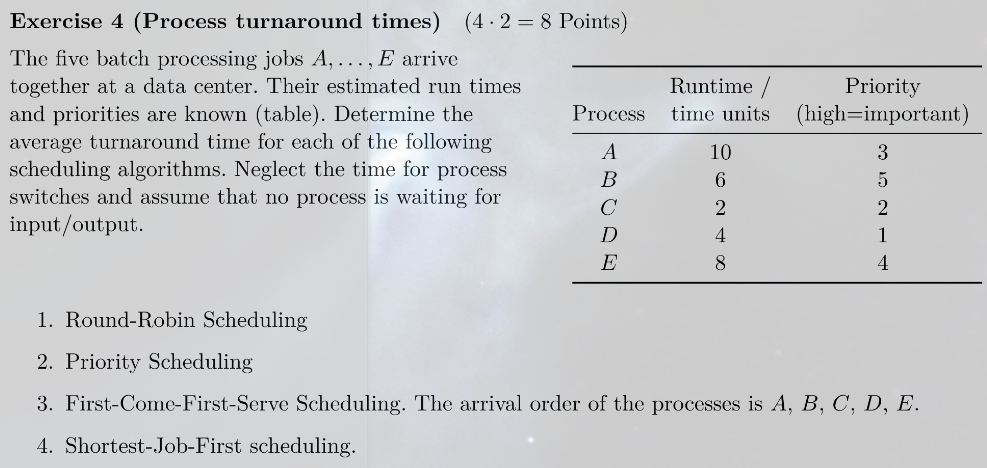 Exercise 4 (Process turnaround times) (4 · 2 = 8 Points)
The five batch processing jobs A, . . . , E arrive
together at a data center. Their estimated run times
and priorities are known (table). Determine the
average turnaround time for each of the following
scheduling algorithms. Neglect the time for process
switches and assume that no process is waiting for
input/output.
Runtime / Priority
Process time units (high=important)
A 10 3
B 6 5
C 2 2
D 4 1
E 8 4
1. Round-Robin Scheduling
2. Priority Scheduling
3. First-Come-First-Serve Scheduling. The arrival order of the processes is A, B, C, D, E.
4. Shortest-Job-First scheduling.